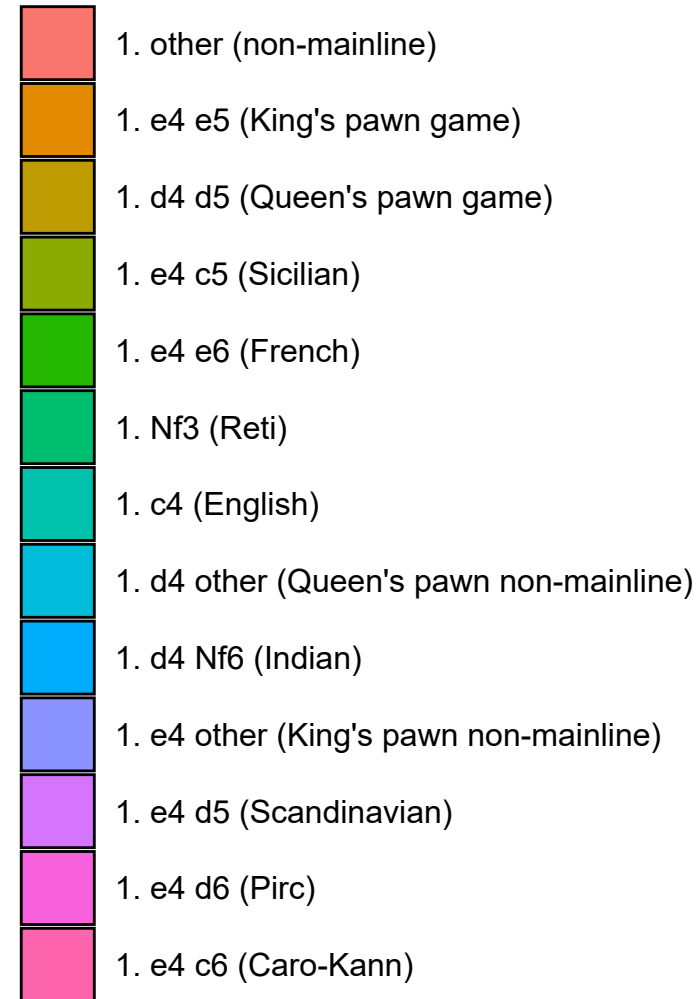 1. other (non-mainline)
1. e4 e5 (King's pawn game)
1. d4 d5 (Queen's pawn game)
1. e4 c5 (Sicilian)
1. e4 e6 (French)
1. Nf3 (Reti)
1. c4 (English)
1. d4 other (Queen's pawn non-mainline)
1. d4 Nf6 (Indian)
1. e4 other (King's pawn non-mainline)
1. e4 d5 (Scandinavian)
1. e4 d6 (Pirc)
1. e4 c6 (Caro-Kann)